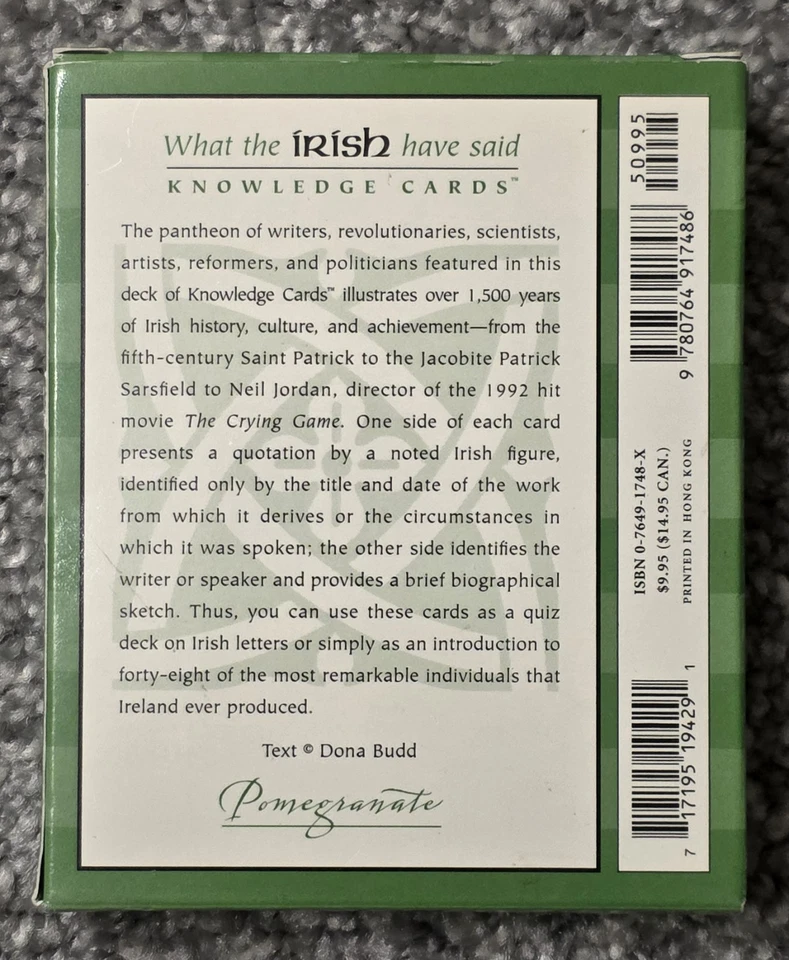 What the irish have said
KNOWLEDGE CARDS™
The pantheon of writers, revolutionaries, scientists,
artists, reformers, and politicians featured in this
deck of Knowledge Cards™ illustrates over 1,500 years
of Irish history, culture, and achievement—from the
fifth-century Saint Patrick to the Jacobite Patrick
Sarsfield to Neil Jordan, director of the 1992 hit
movie The Crying Game. One side of each card
presents a quotation by a noted Irish figure,
identified only by the title and date of the work
from which it derives or the circumstances in
which it was spoken; the other side identifies the
writer or speaker and provides a brief biographical
sketch. Thus, you can use these cards as a quiz
deck on Irish letters or simply as an introduction to
forty-eight of the most remarkable individuals that
Ireland ever produced.
Text © Dona Budd
Pomegranate
50995
9 780764 917486
ISBN 0-7649-1748-X
$9.95 ($14.95 CAN.)
PRINTED IN HONG KONG
7 17195 19429 1